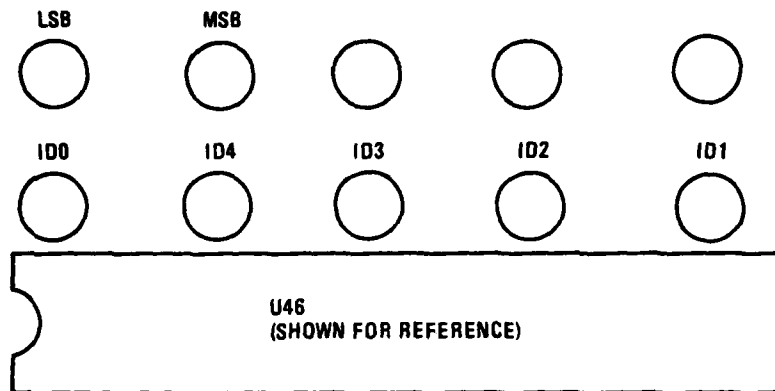 LSB MSB
ID0 ID4 ID3 ID2 ID1
U46
(SHOWN FOR REFERENCE)